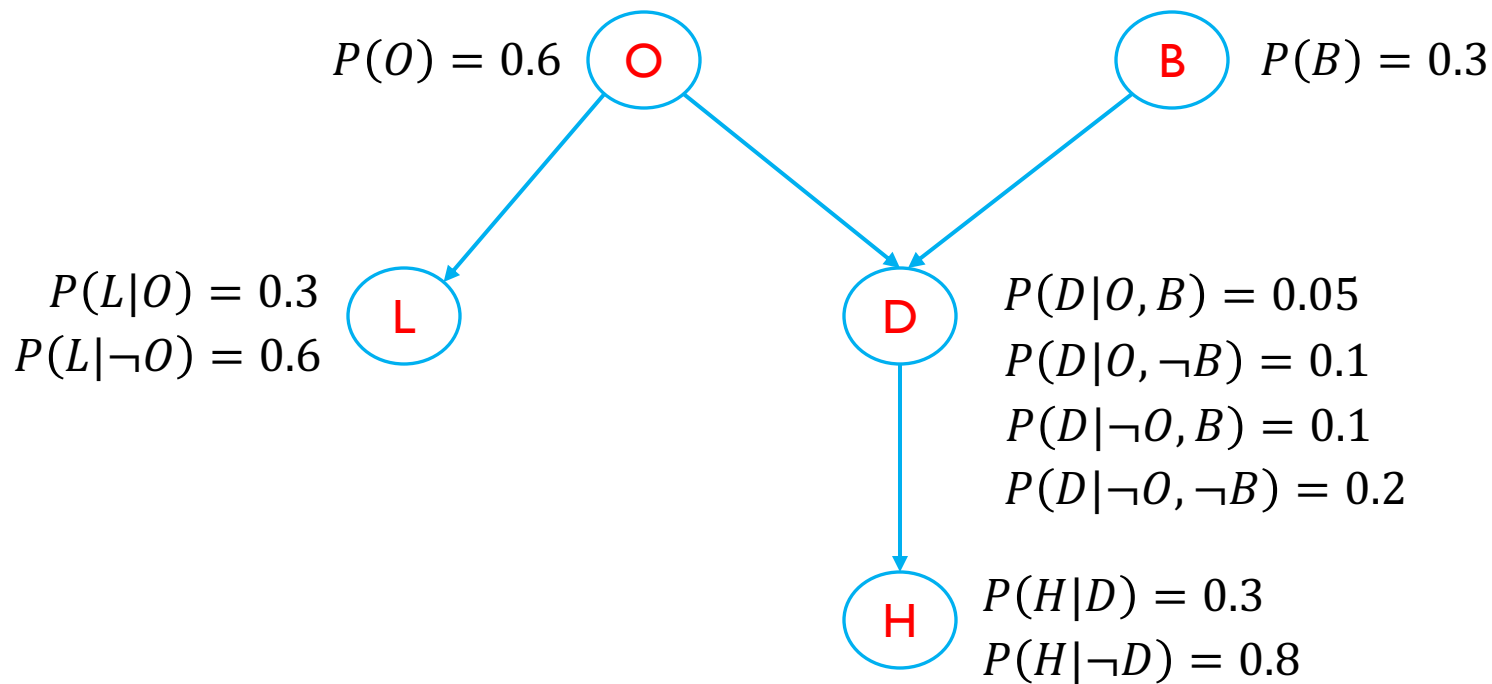 P(O) = 0.6 O B P(B) = 0.3
P(L|O) = 0.3
P(L|¬O) = 0.6
L
D
P(D|O, B) = 0.05
P(D|O, ¬B) = 0.1
P(D|¬O, B) = 0.1
P(D|¬O, ¬B) = 0.2
H
P(H|D) = 0.3
P(H|¬D) = 0.8